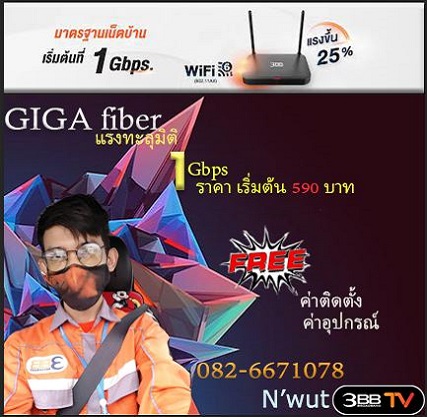 มาตรฐานเน็ตบ้าน
เริ่มต้นที่ 1 Gbps.
WiFi 6
(802.11AX)
3BB
แรงขึ้น
25%
GIGA fiber
แรงทะลุมิติ
1 Gbps
ราคา เริ่มต้น 590 บาท
FREE
ค่าติดตั้ง
ค่าอุปกรณ์
082-6671078
N'wut 3BB TV